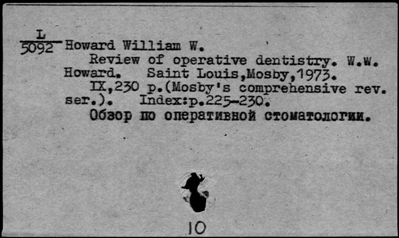 L
5092 Howard William W.
Review of operative dentistry. W.W.
Howard. Saint Louis,Mosby,1973.
IX,230 p.(Mosby's comprehensive rev.
ser.). Index:p.225-230.
Обзор по оперативной стоматологии.
10